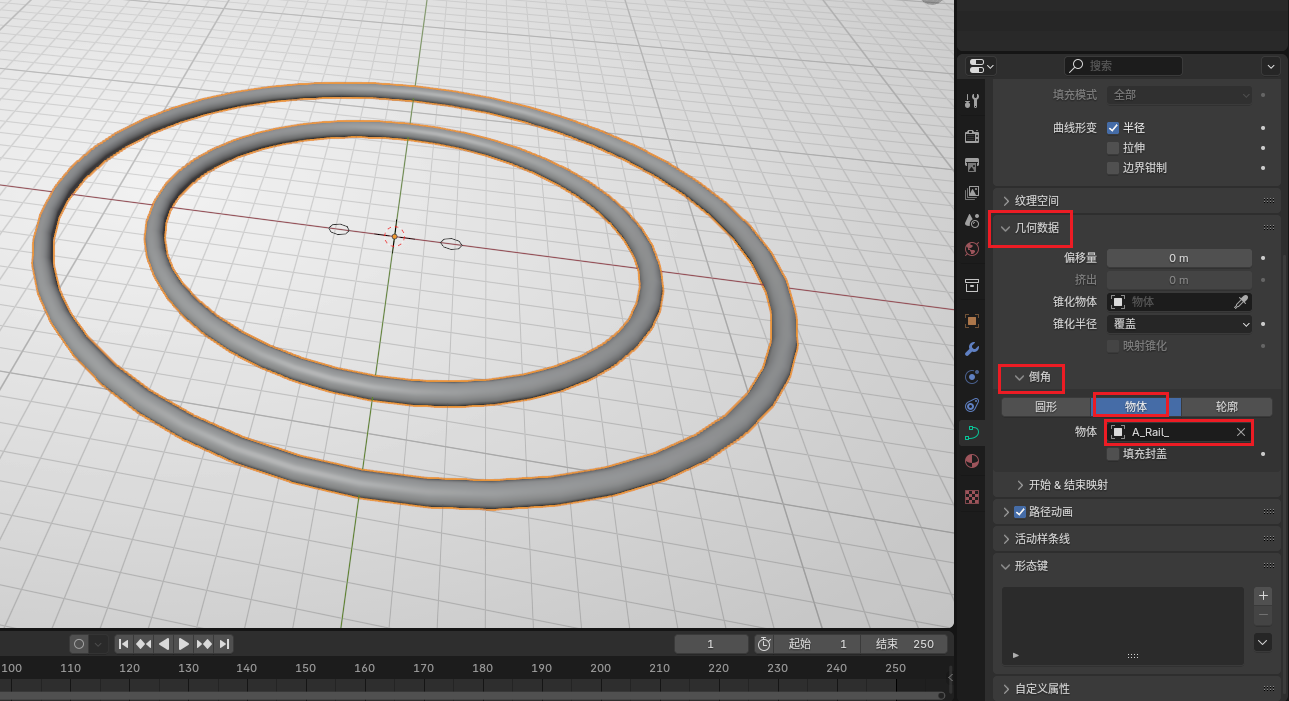 搜索
填充模式 全部
曲线形变 半径
拉伸
边界钳制
纹理空间
几何数据
偏移量 0 m
挤出 0 m
锥化物体 物体
锥化半径 覆盖
映射锥化
倒角
圆形 物体 轮廓
物体 A_Rail_
填充封盖
开始 & 结束映射
路径动画
活动样条线
形态键
自定义属性
1 起始 1 结束 250
100 110 120 130 140 150 160 170 180 190 200 210 220 230 240 250